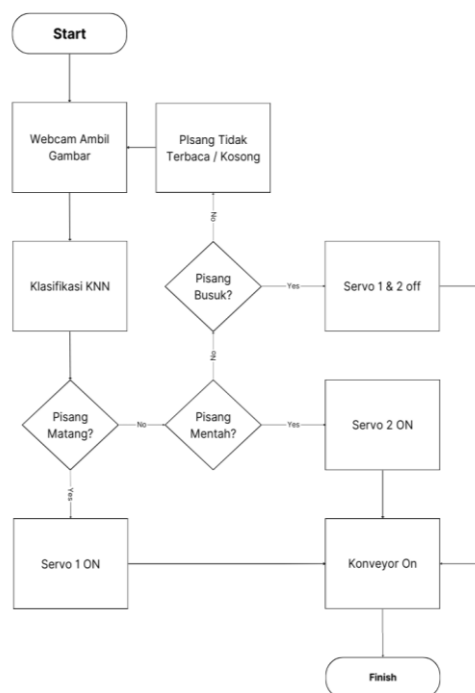 Start
Webcam Ambil
Gambar
PIsang Tidak
Terbaca / Kosong
No
Klasifikasi KNN
Pisang
Busuk?
Yes
Servo 1 & 2 off
No
Pisang
Matang?
No
Pisang
Mentah?
Yes
Servo 2 ON
Yes
Servo 1 ON
Konveyor On
Finish